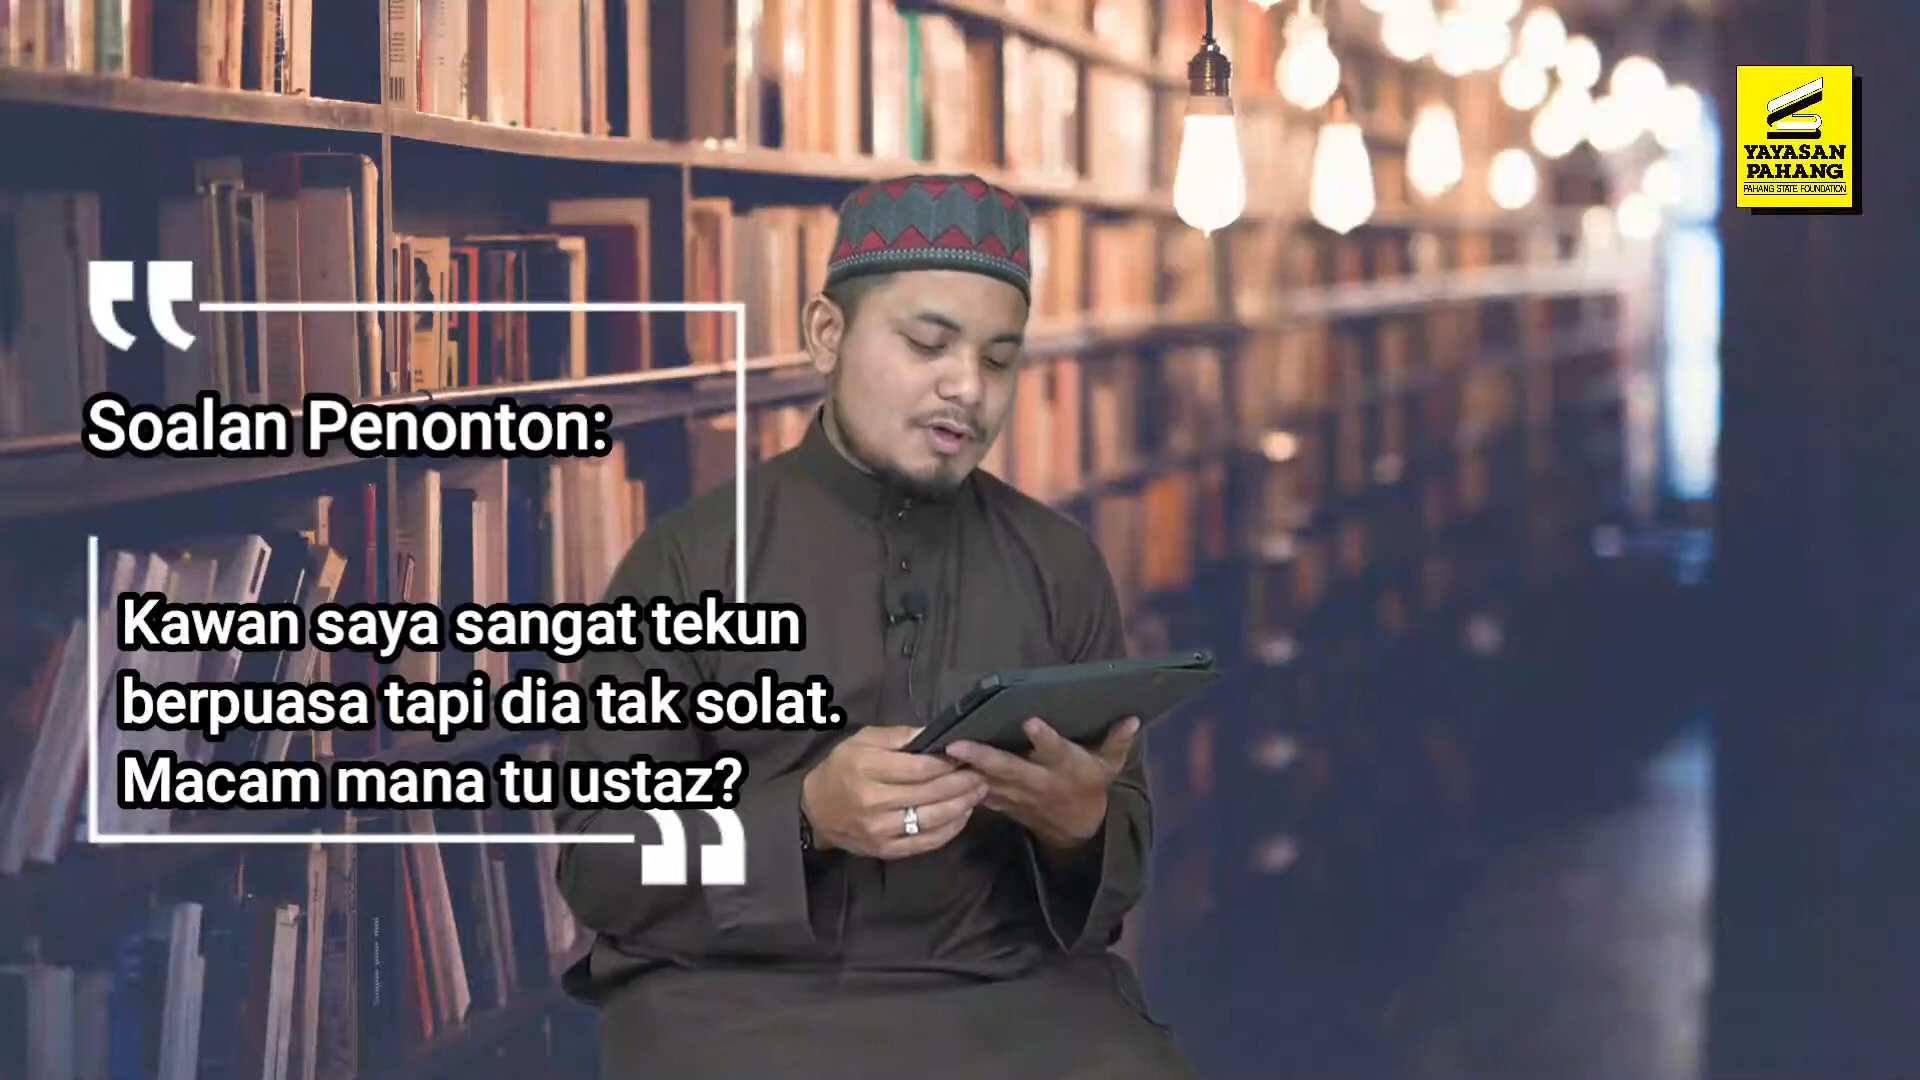 Soalan Penonton:
Kawan saya sangat tekun
berpuasa tapi dia tak solat.
Macam mana tu ustaz?
YAYASAN
PAHANG
PAHANG STATE FOUNDATION